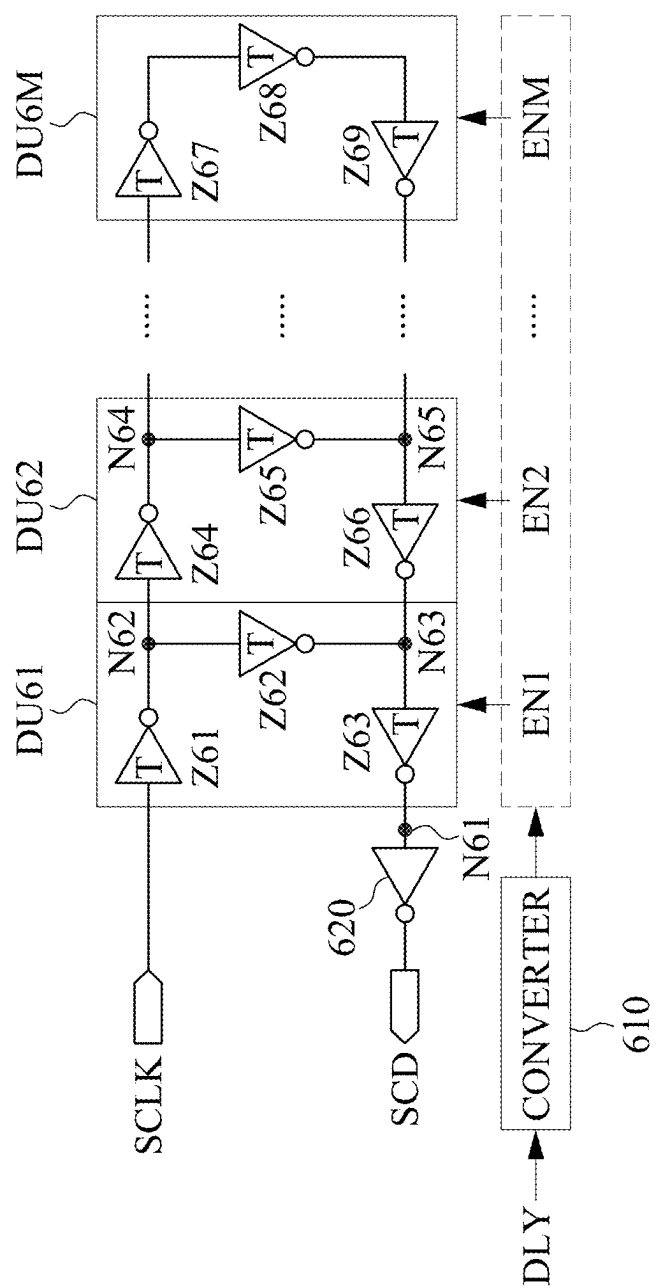 DU61
DU62
DU6M
SCLK
T
Z61
N62
T
Z64
N64
.....
T
Z67
T
Z62
T
Z65
.....
T
Z68
SCD
620
N61
T
Z63
N63
T
Z66
N65
.....
T
Z69
DLY
CONVERTER
610
EN1
EN2
.....
ENM